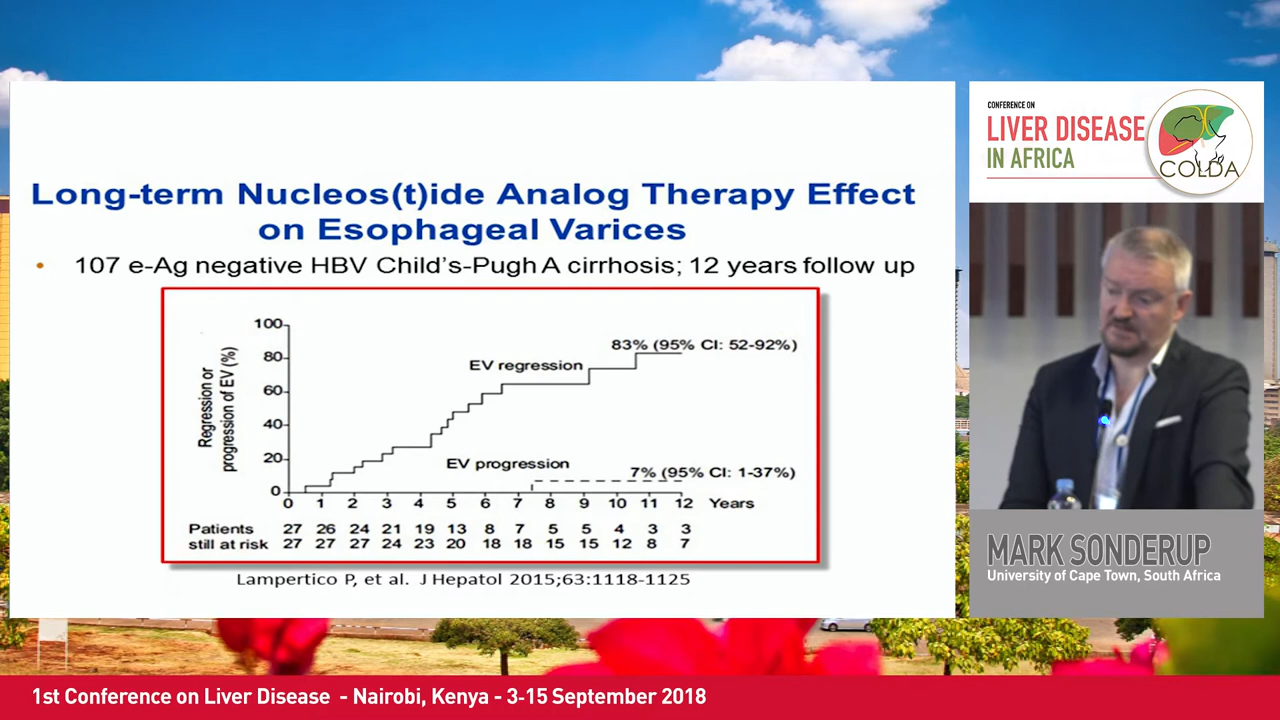 Long-term Nucleos(t)ide Analog Therapy Effect
on Esophageal Varices
• 107 e-Ag negative HBV Child's-Pugh A cirrhosis; 12 years follow up
Regression or
progression of EV (%)
100
80
60
40
20
0
83% (95% CI: 52-92%)
EV regression
EV progression
7% (95% CI: 1-37%)
0 1 2 3 4 5 6 7 8 9 10 11 12 Years
Patients 27 26 24 21 19 13 8 7 5 5 4 3 3
still at risk 27 27 27 24 23 20 18 18 15 15 12 8 7
Lampertico P, et al. J Hepatol 2015;63:1118-1125
CONFERENCE ON
LIVER DISEASE
IN AFRICA
COLDA
MARK SONDERUP
University of Cape Town, South Africa
1st Conference on Liver Disease - Nairobi, Kenya - 3-15 September 2018